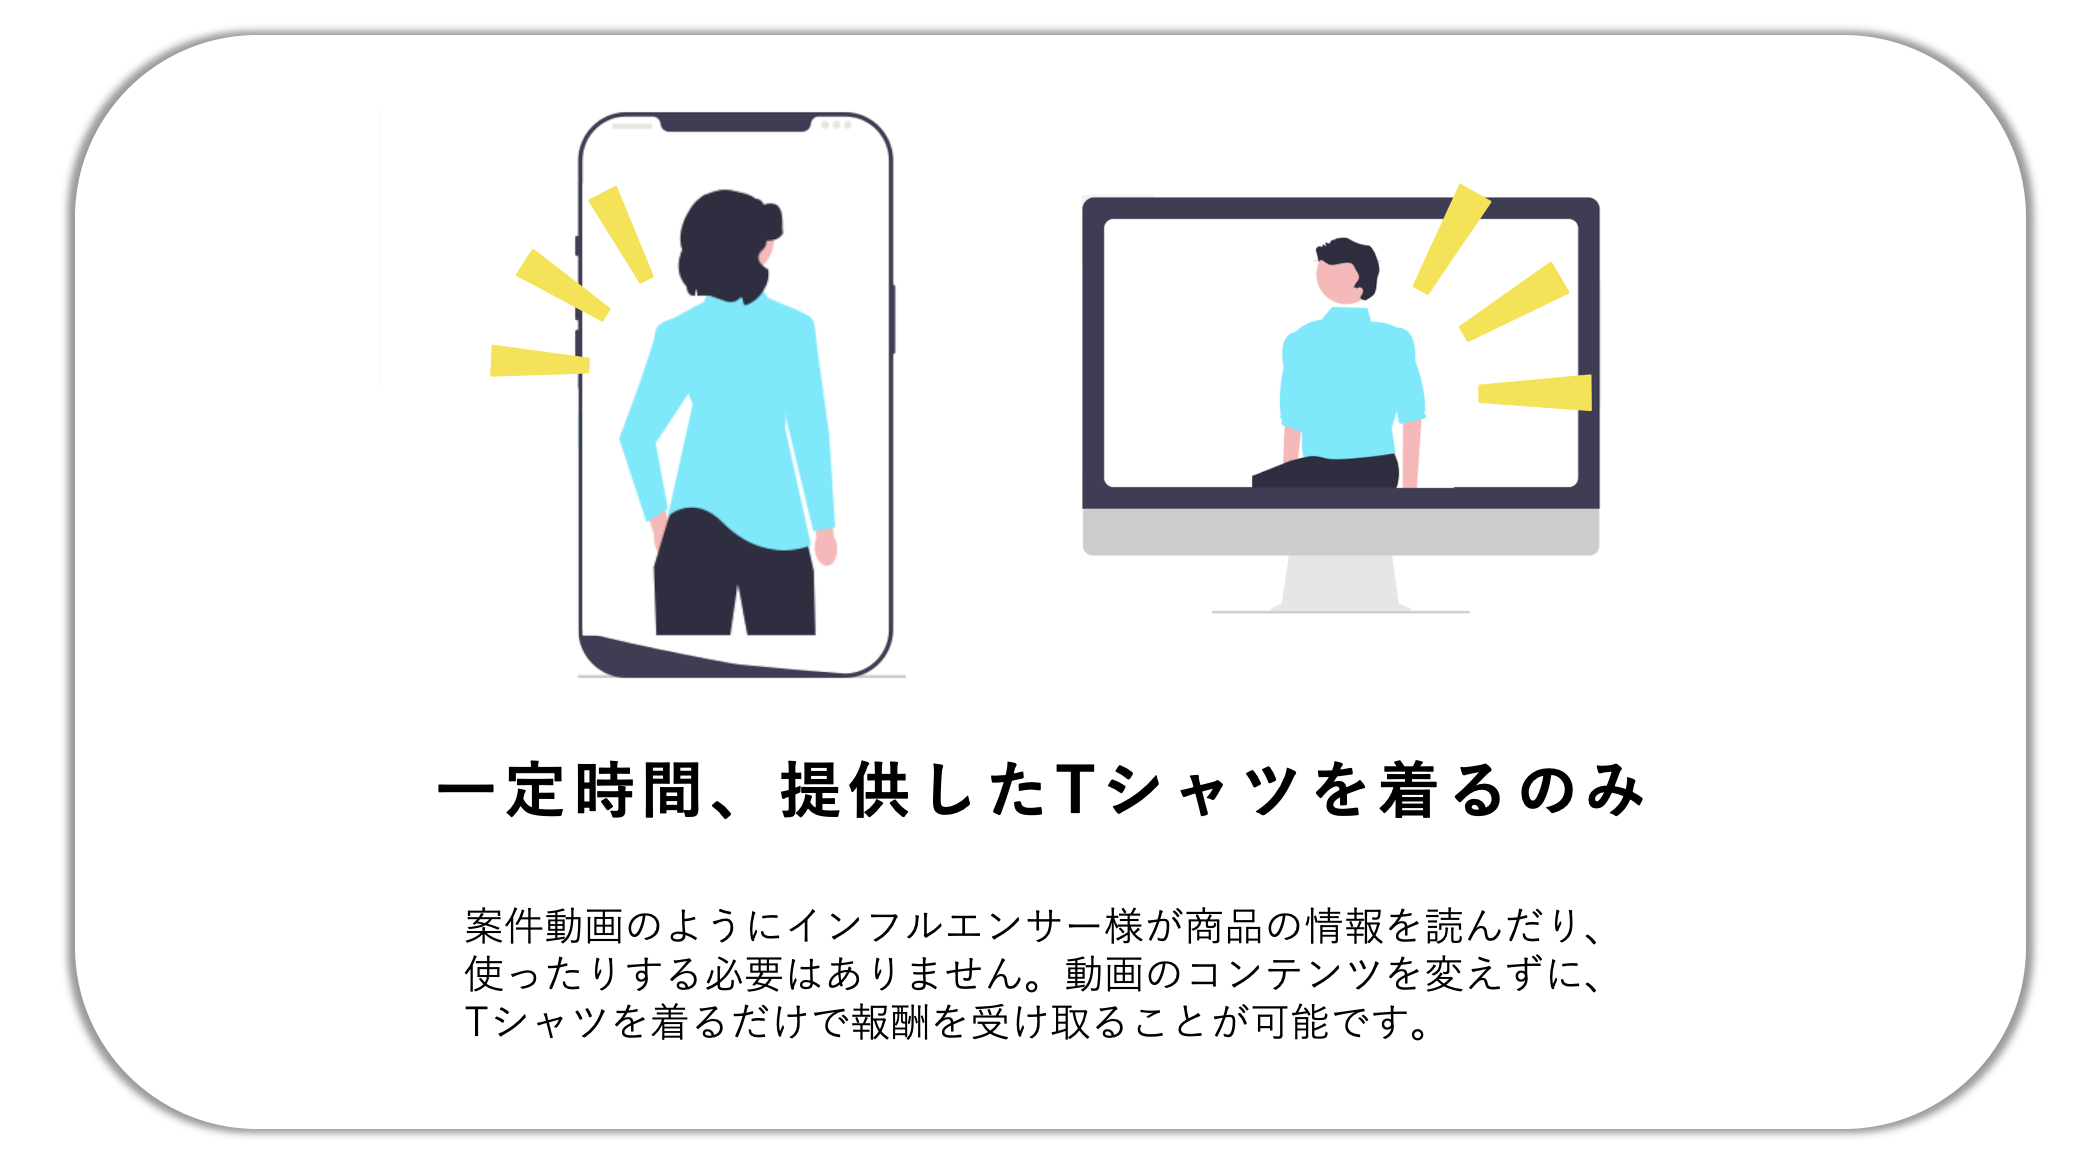 一定時間、提供したTシャツを着るのみ
案件動画のようにインフルエンサー様が商品の情報を読んだり、
使ったりする必要はありません。動画のコンテンツを変えずに、
Tシャツを着るだけで報酬を受け取ることが可能です。